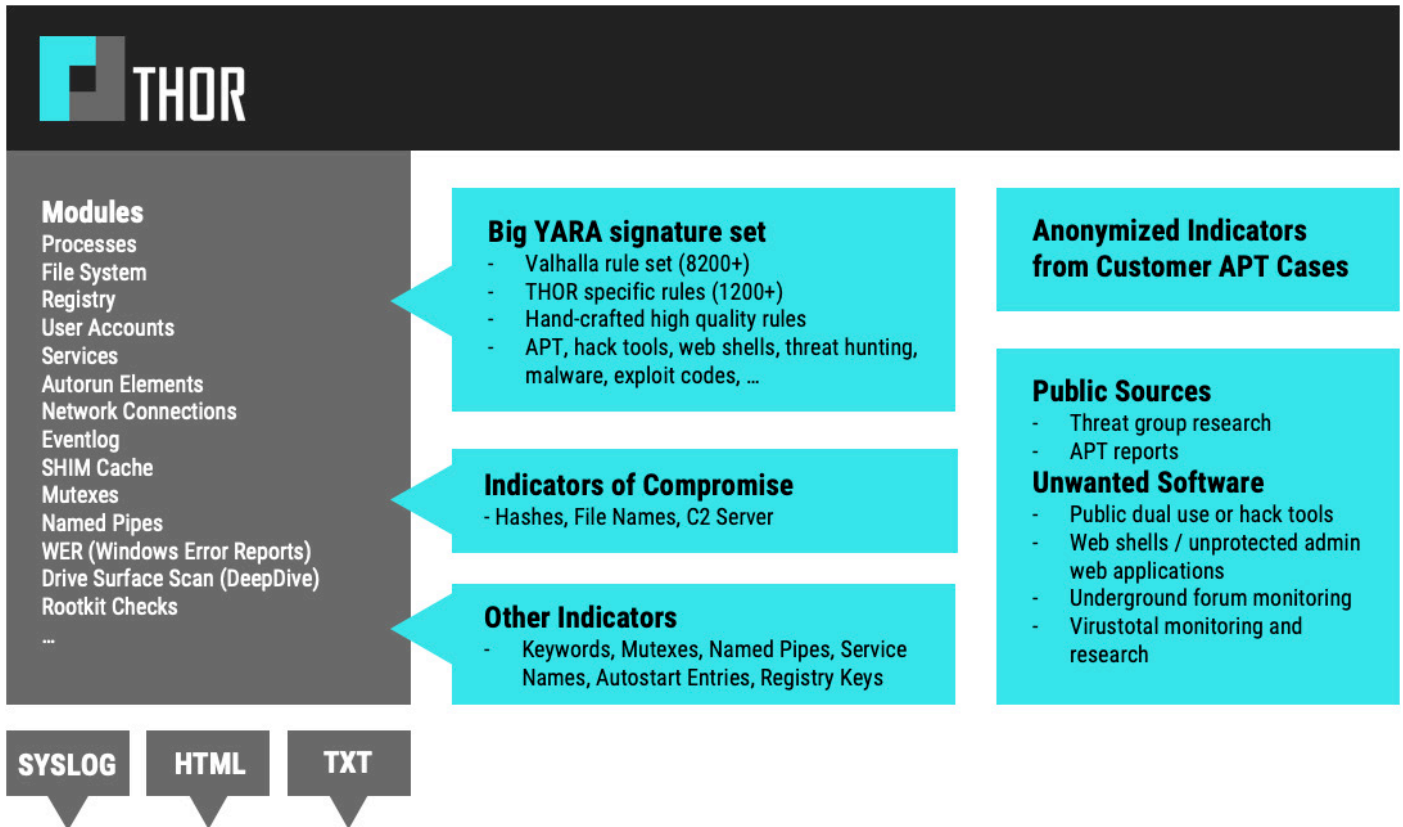 THOR
Modules
Processes
File System
Registry
User Accounts
Services
Autorun Elements
Network Connections
Eventlog
SHIM Cache
Mutexes
Named Pipes
WER (Windows Error Reports)
Drive Surface Scan (DeepDive)
Rootkit Checks
...
Big YARA signature set
- Valhalla rule set (8200+)
- THOR specific rules (1200+)
- Hand-crafted high quality rules
- APT, hack tools, web shells, threat hunting,
malware, exploit codes, ...
Indicators of Compromise
- Hashes, File Names, C2 Server
Other Indicators
- Keywords, Mutexes, Named Pipes, Service
Names, Autostart Entries, Registry Keys
Anonymized Indicators
from Customer APT Cases
Public Sources
- Threat group research
- APT reports
Unwanted Software
- Public dual use or hack tools
- Web shells / unprotected admin
web applications
- Underground forum monitoring
- Virustotal monitoring and
research
SYSLOG
HTML
TXT